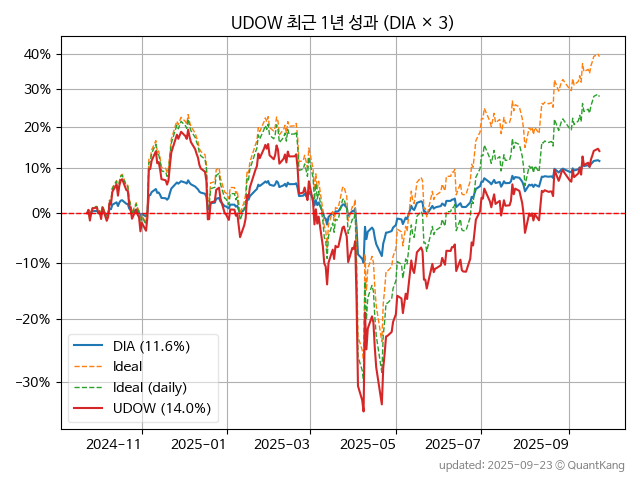 UDOW 최근 1년 성과 (DIA × 3)
40%
30%
20%
10%
0%
−10%
−20%
−30%
DIA (11.6%)
Ideal
Ideal (daily)
UDOW (14.0%)
2024-11
2025-01
2025-03
2025-05
2025-07
2025-09
updated: 2025-09-23 © QuantKang